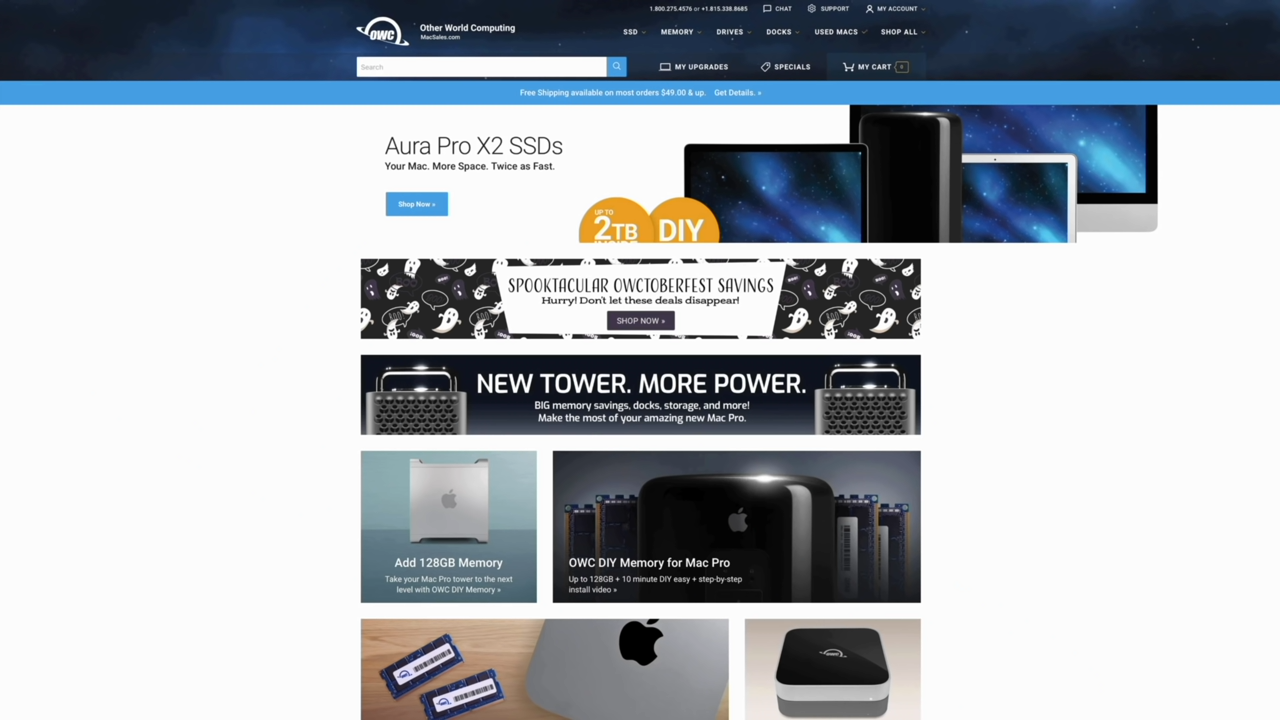 1.800.275.4576 or +1.815.338.8685
CHAT
SUPPORT
MY ACCOUNT
OWC
Other World Computing
MacSales.com
SSD
MEMORY
DRIVES
DOCKS
USED MACS
SHOP ALL
Search
MY UPGRADES
SPECIALS
MY CART
Free Shipping available on most orders $49.00 & up. Get Details. »
Aura Pro X2 SSDs
Your Mac. More Space. Twice as Fast.
Shop Now »
UP TO
2TB
INSIDE
DIY
SPOOKTACULAR OWCTOBERFEST SAVINGS
Hurry! Don't let these deals disappear!
SHOP NOW »
NEW TOWER. MORE POWER.
BIG memory savings, docks, storage, and more!
Make the most of your amazing new Mac Pro.
Add 128GB Memory
Take your Mac Pro tower to the next
level with OWC DIY Memory »
OWC DIY Memory for Mac Pro
Up to 128GB + 10 minute DIY easy + step-by-step
install video »
OWC